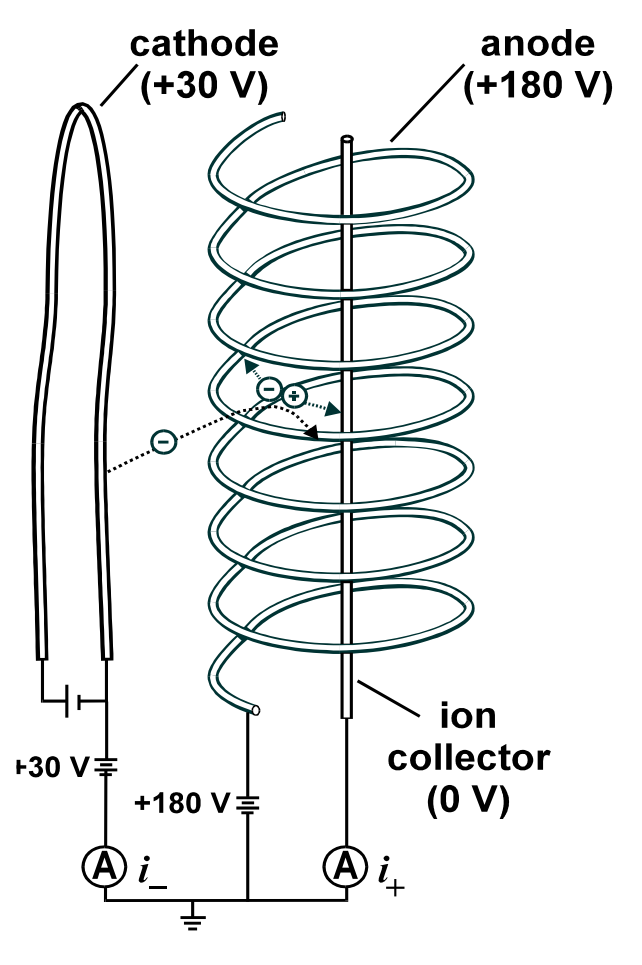 cathode
(+30 V)
anode
(+180 V)
−
+
−
ion
collector
(0 V)
+30 V
+180 V
A
i−
A
i+